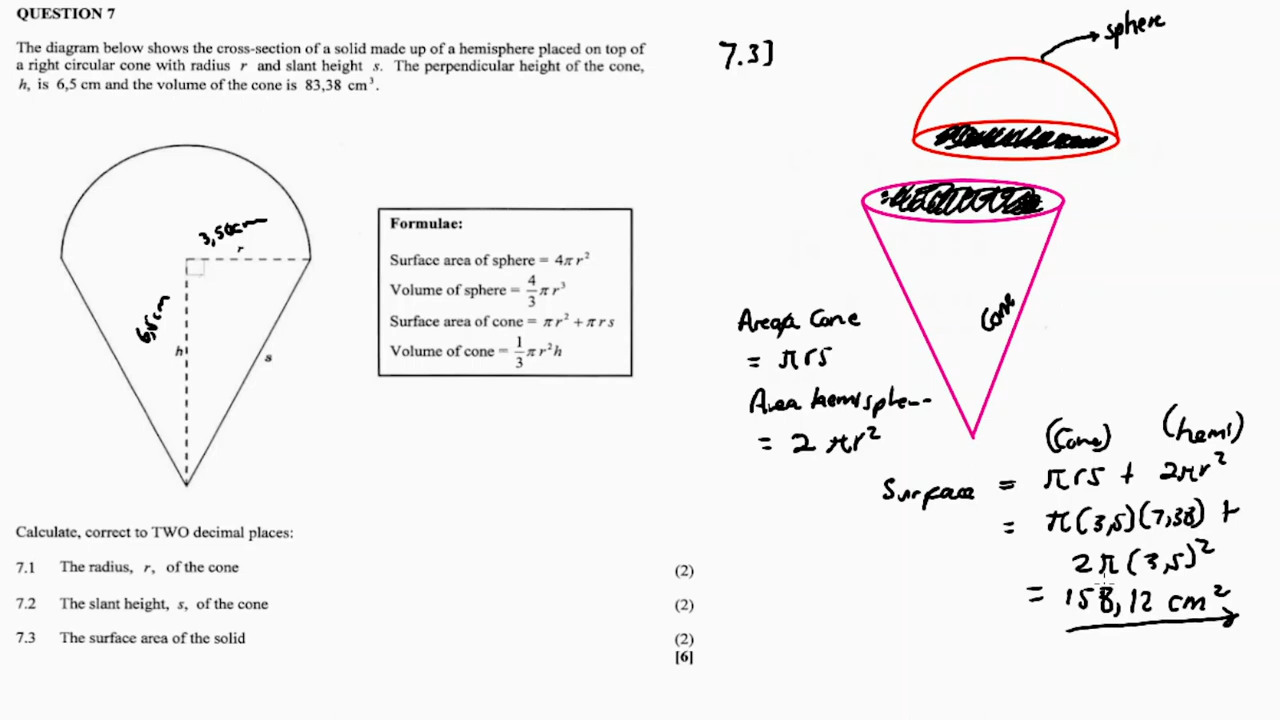 QUESTION 7
The diagram below shows the cross-section of a solid made up of a hemisphere placed on top of
a right circular cone with radius r and slant height s. The perpendicular height of the cone,
h, is 6,5 cm and the volume of the cone is 83,38 cm³.
3,50cm
r
6,5cm
h
s
Formulae:
Surface area of sphere = 4πr²
Volume of sphere = 4/3 πr³
Surface area of cone = πr² + πrs
Volume of cone = 1/3 πr²h
Calculate, correct to TWO decimal places:
7.1 The radius, r, of the cone (2)
7.2 The slant height, s, of the cone (2)
7.3 The surface area of the solid (2)
[6]
7.3]
sphere
Cone
Area Cone
= πrs
Area hemisphere
= 2πr²
(Cone) (hemi)
Surface = πrs + 2πr²
= π(3,5)(7,38) +
2π(3,5)²
= 158,12 cm²